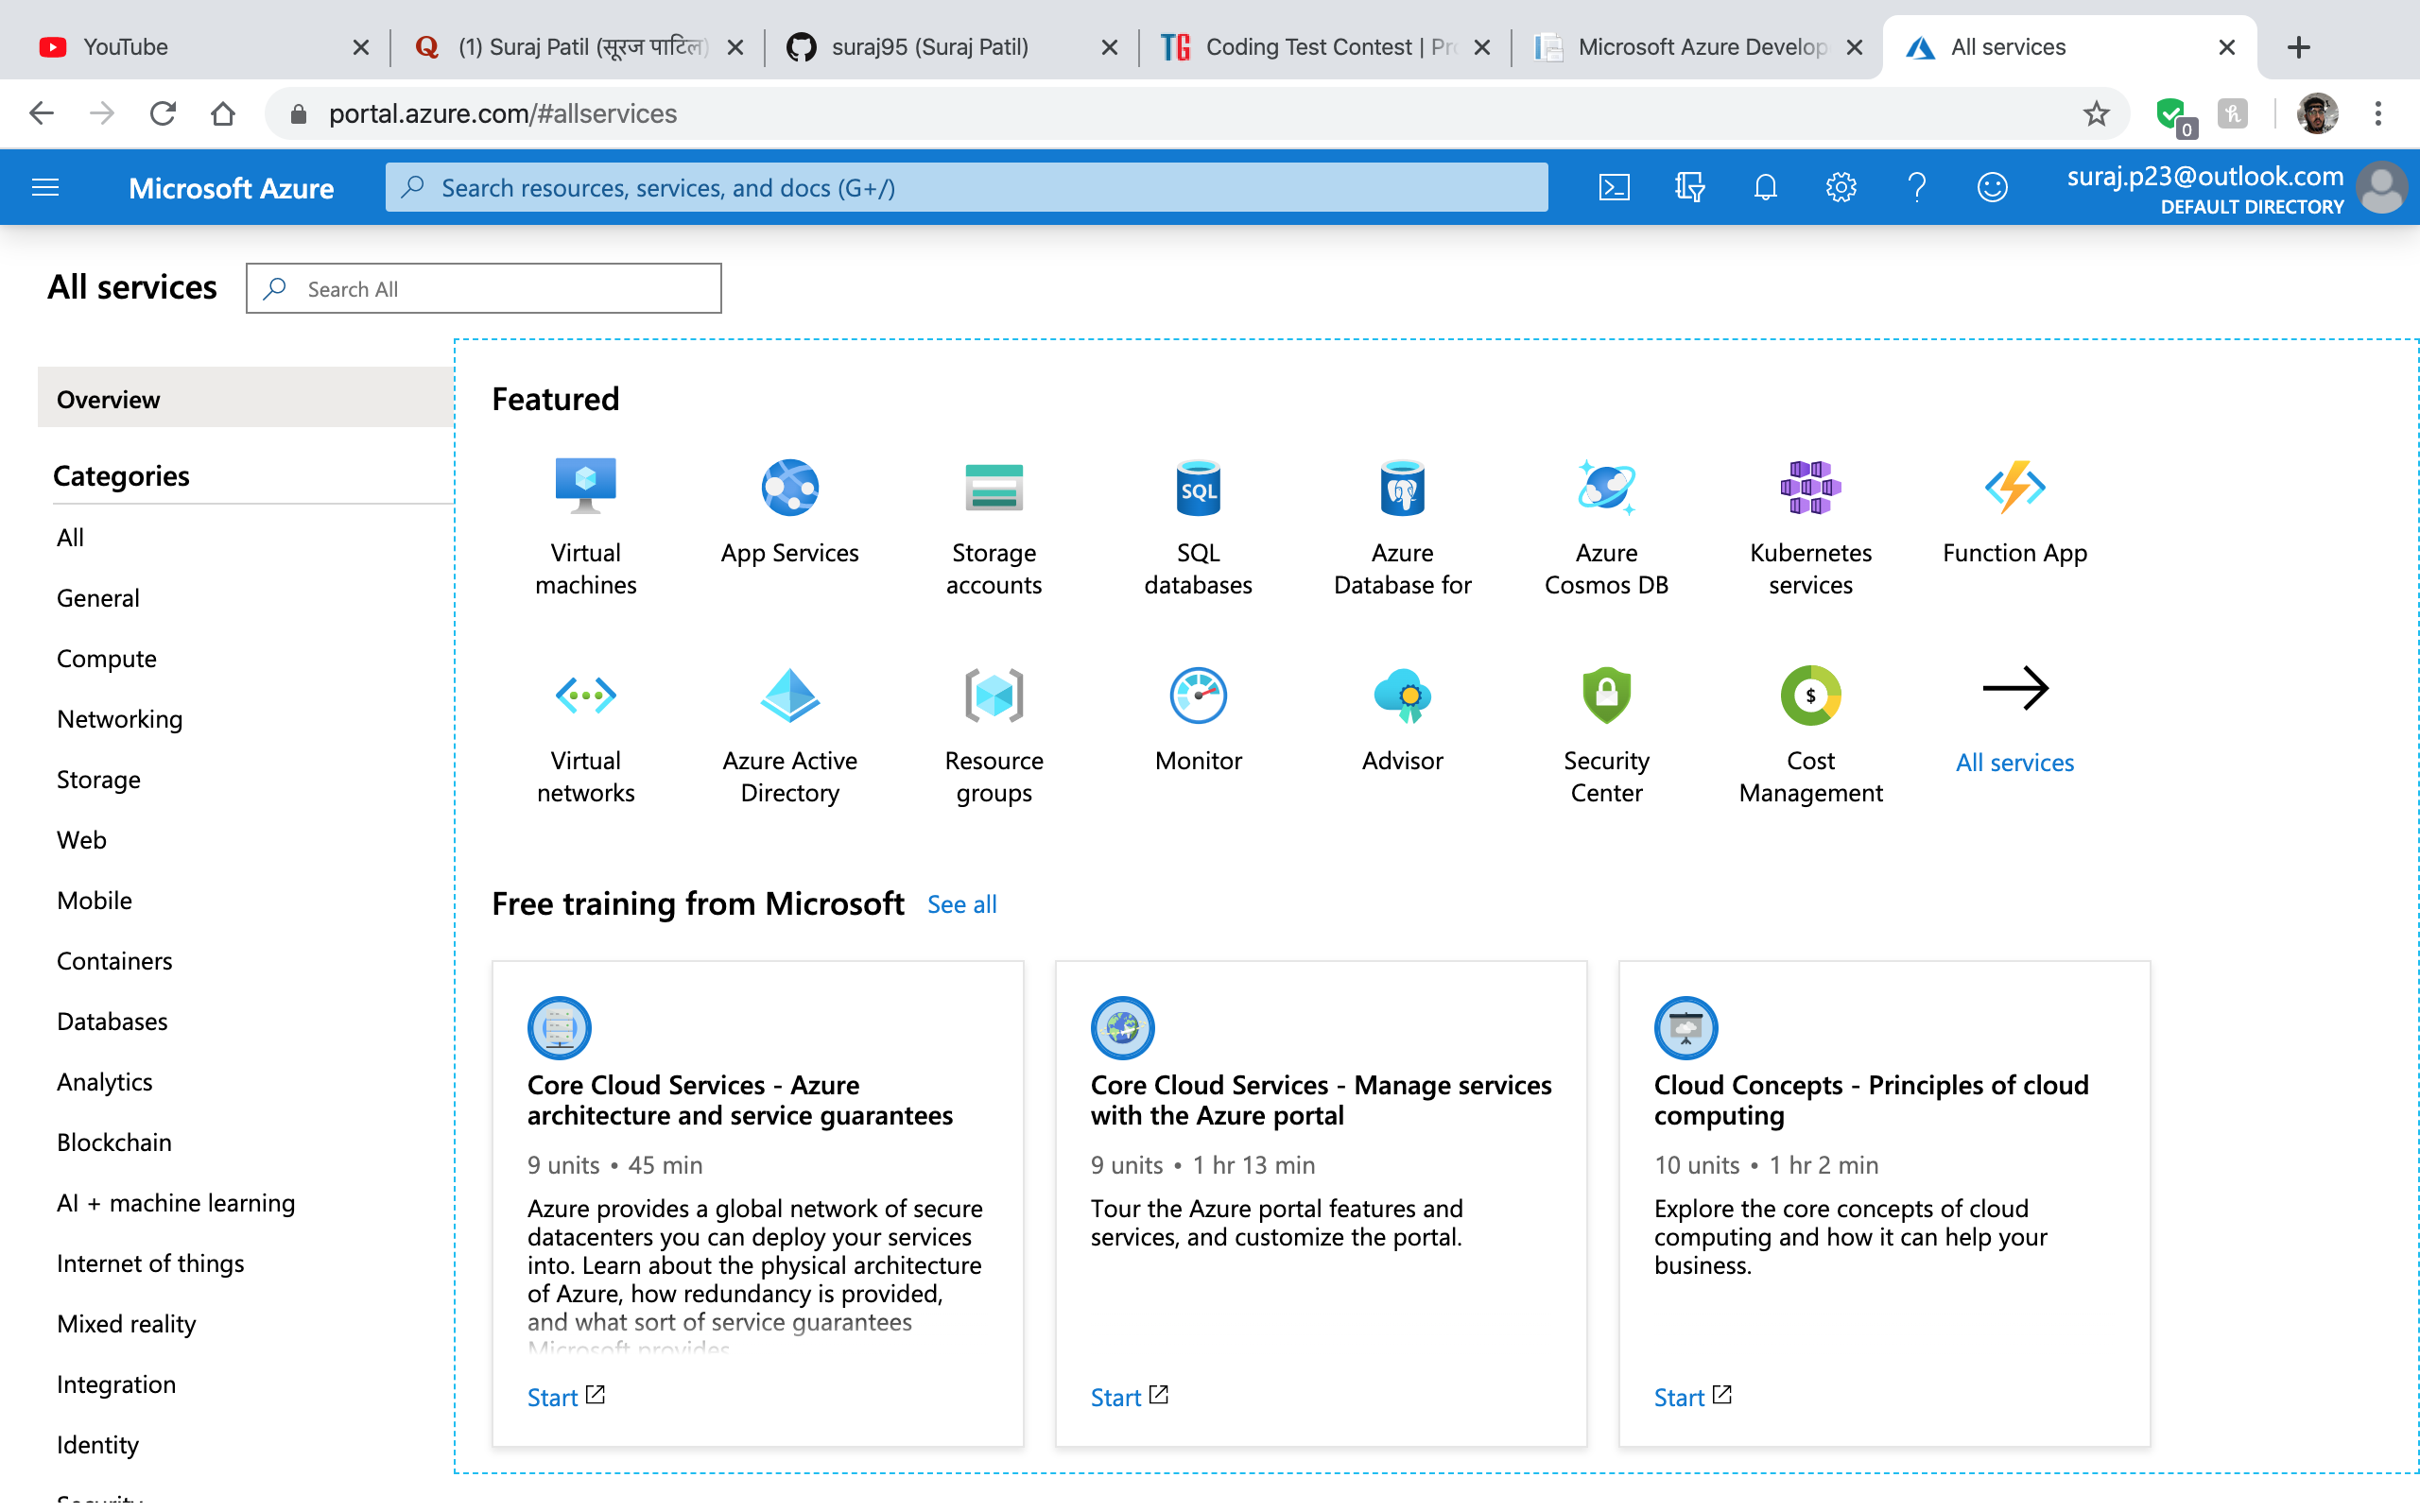 YouTube
(1) Suraj Patil (सूरज पाटिल)
suraj95 (Suraj Patil)
Coding Test Contest | Pro
Microsoft Azure Develop
All services
portal.azure.com/#allservices
0
Microsoft Azure
Search resources, services, and docs (G+/)
suraj.p23@outlook.com
DEFAULT DIRECTORY
All services
Search All
Overview
Categories
All
General
Compute
Networking
Storage
Web
Mobile
Containers
Databases
Analytics
Blockchain
AI + machine learning
Internet of things
Mixed reality
Integration
Identity
Security
Featured
Virtual
machines
App Services
Storage
accounts
SQL
SQL
databases
Azure
Database for
Azure
Cosmos DB
Kubernetes
services
Function App
Virtual
networks
Azure Active
Directory
Resource
groups
Monitor
Advisor
Security
Center
$
Cost
Management
All services
Free training from Microsoft
See all
Core Cloud Services - Azure
architecture and service guarantees
9 units • 45 min
Azure provides a global network of secure
datacenters you can deploy your services
into. Learn about the physical architecture
of Azure, how redundancy is provided,
and what sort of service guarantees
Microsoft provides
Start
Core Cloud Services - Manage services
with the Azure portal
9 units • 1 hr 13 min
Tour the Azure portal features and
services, and customize the portal.
Start
Cloud Concepts - Principles of cloud
computing
10 units • 1 hr 2 min
Explore the core concepts of cloud
computing and how it can help your
business.
Start